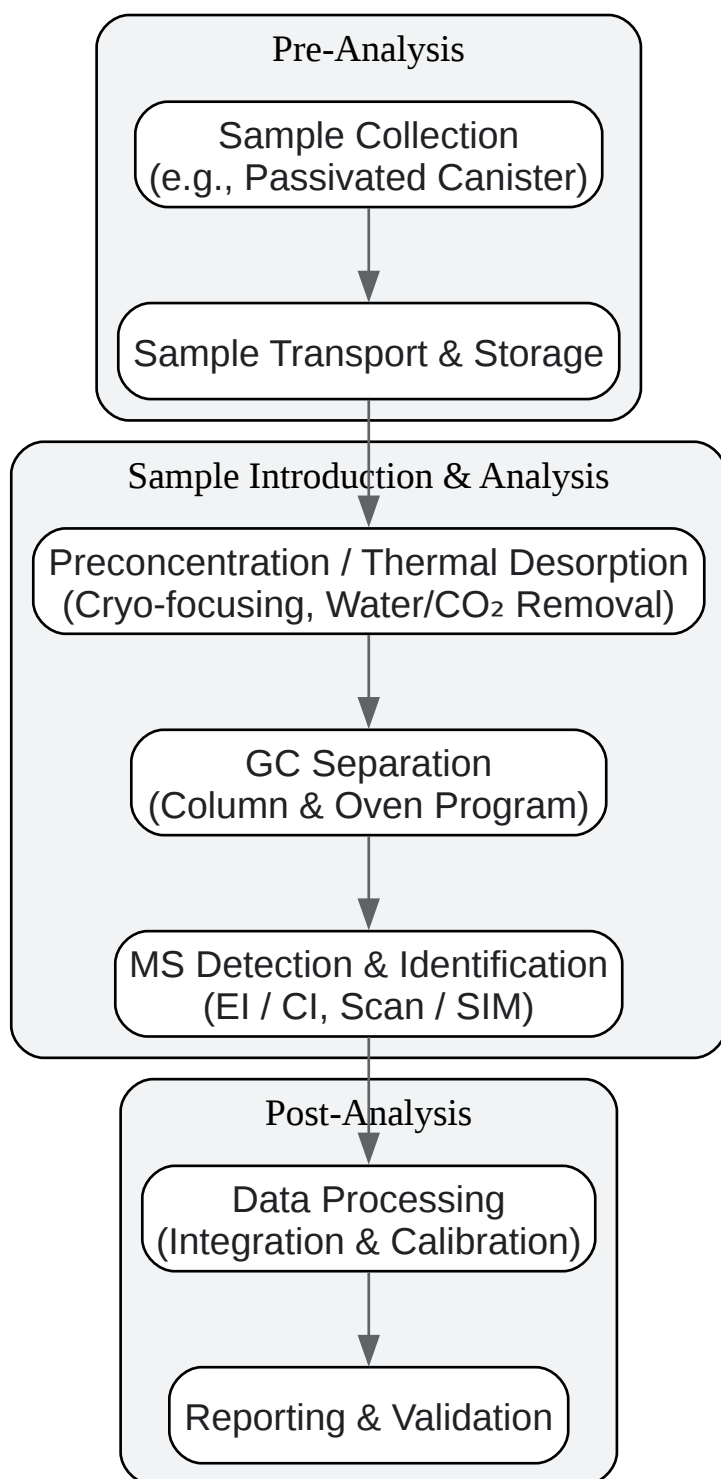 Pre-Analysis
Sample Collection
(e.g., Passivated Canister)
Sample Transport & Storage
Sample Introduction & Analysis
Preconcentration / Thermal Desorption
(Cryo-focusing, Water/CO₂ Removal)
GC Separation
(Column & Oven Program)
MS Detection & Identification
(EI / CI, Scan / SIM)
Post-Analysis
Data Processing
(Integration & Calibration)
Reporting & Validation